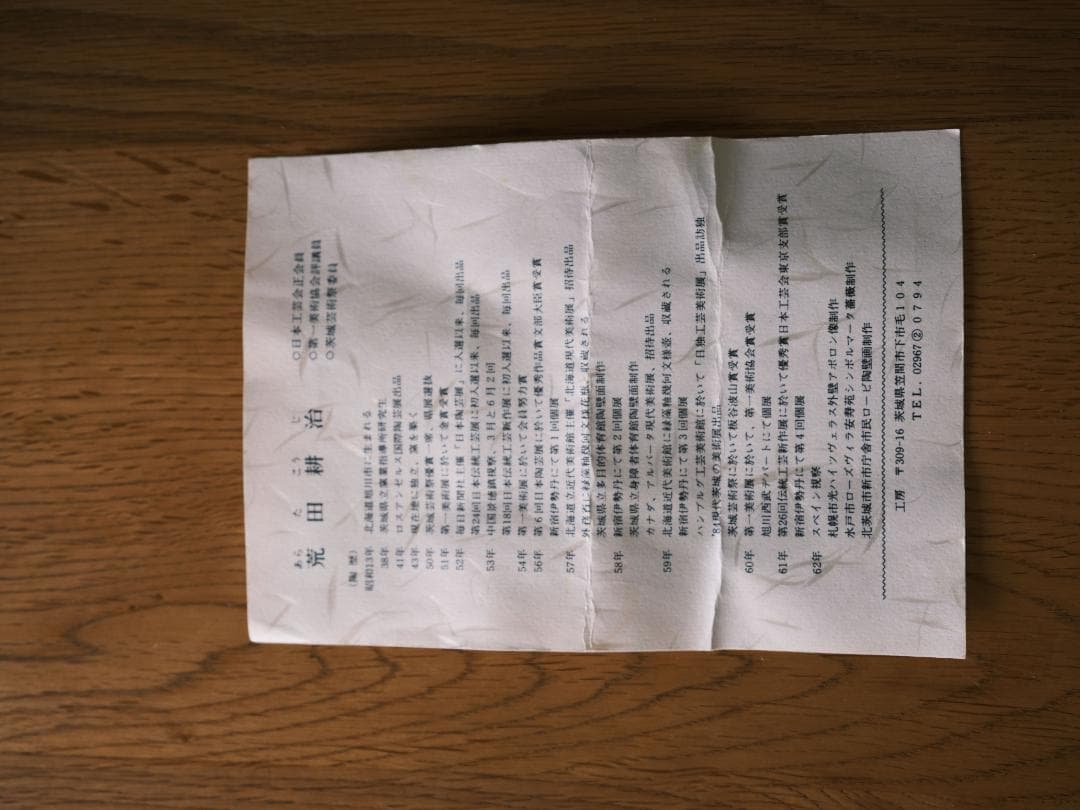 あら た こう じ
荒田耕治
○日本工芸会正会員
○第一美術協会評議員
○茨城芸術祭委員
（陶歴）
昭和13年 北海道旭川市に生まれる
38年 茨城県立窯業指導所研究生
41年 ロスアンゼルス国際陶芸展出品
43年 現在地に独立、窯を築く
50年 茨城芸術祭優賞一席、県展選抜
51年 第一美術展に於いて金賞受賞
52年 毎日新聞社主催「日本陶芸展」に入選以来、毎回出品
第24回日本伝統工芸展に初入選以来、毎回出品
53年 中国景徳鎮視察、3月と6月2回
第18回日本伝統工芸新作展に初入選以来、毎回出品
54年 第一美術展に於いて会員努力賞
56年 第6回日本陶芸展に於いて優秀作品賞文部大臣賞受賞
新宿伊勢丹にて第1回個展
57年 北海道立近代美術館主催「北海道現代美術展」招待出品
外務省に緑釉幾何文様花瓶、収蔵される
茨城県立多目的体育館陶壁面制作
58年 新宿伊勢丹にて第2回個展
茨城県立身障者体育館陶壁面制作
カナダ、アルバータ現代美術展、招待出品
59年 北海道近代美術館に緑釉幾何文様壺、収蔵される
新宿伊勢丹にて第3回個展
ハンブルグ工芸美術館に於いて「日独工芸美術展」出品訪独
'81現代茨城の美術展出品
茨城芸術祭に於いて板谷波山賞受賞
60年 第一美術展に於いて、第一美術協会賞受賞
旭川西武デパートにて個展
61年 第26回伝統工芸新作展に於いて優秀賞日本工芸会東京支部賞受賞
新宿伊勢丹にて第4回個展
62年 スペイン視察
札幌市光ハイツヴェラス外壁アポロン像制作
水戸市ローズヴィラ安寿苑シンボルマーク薔薇制作
北茨城市新市庁舎市民ロービ陶壁画制作
工房 〒309-16 茨城県笠間市下市毛104
TEL. 02967②0794